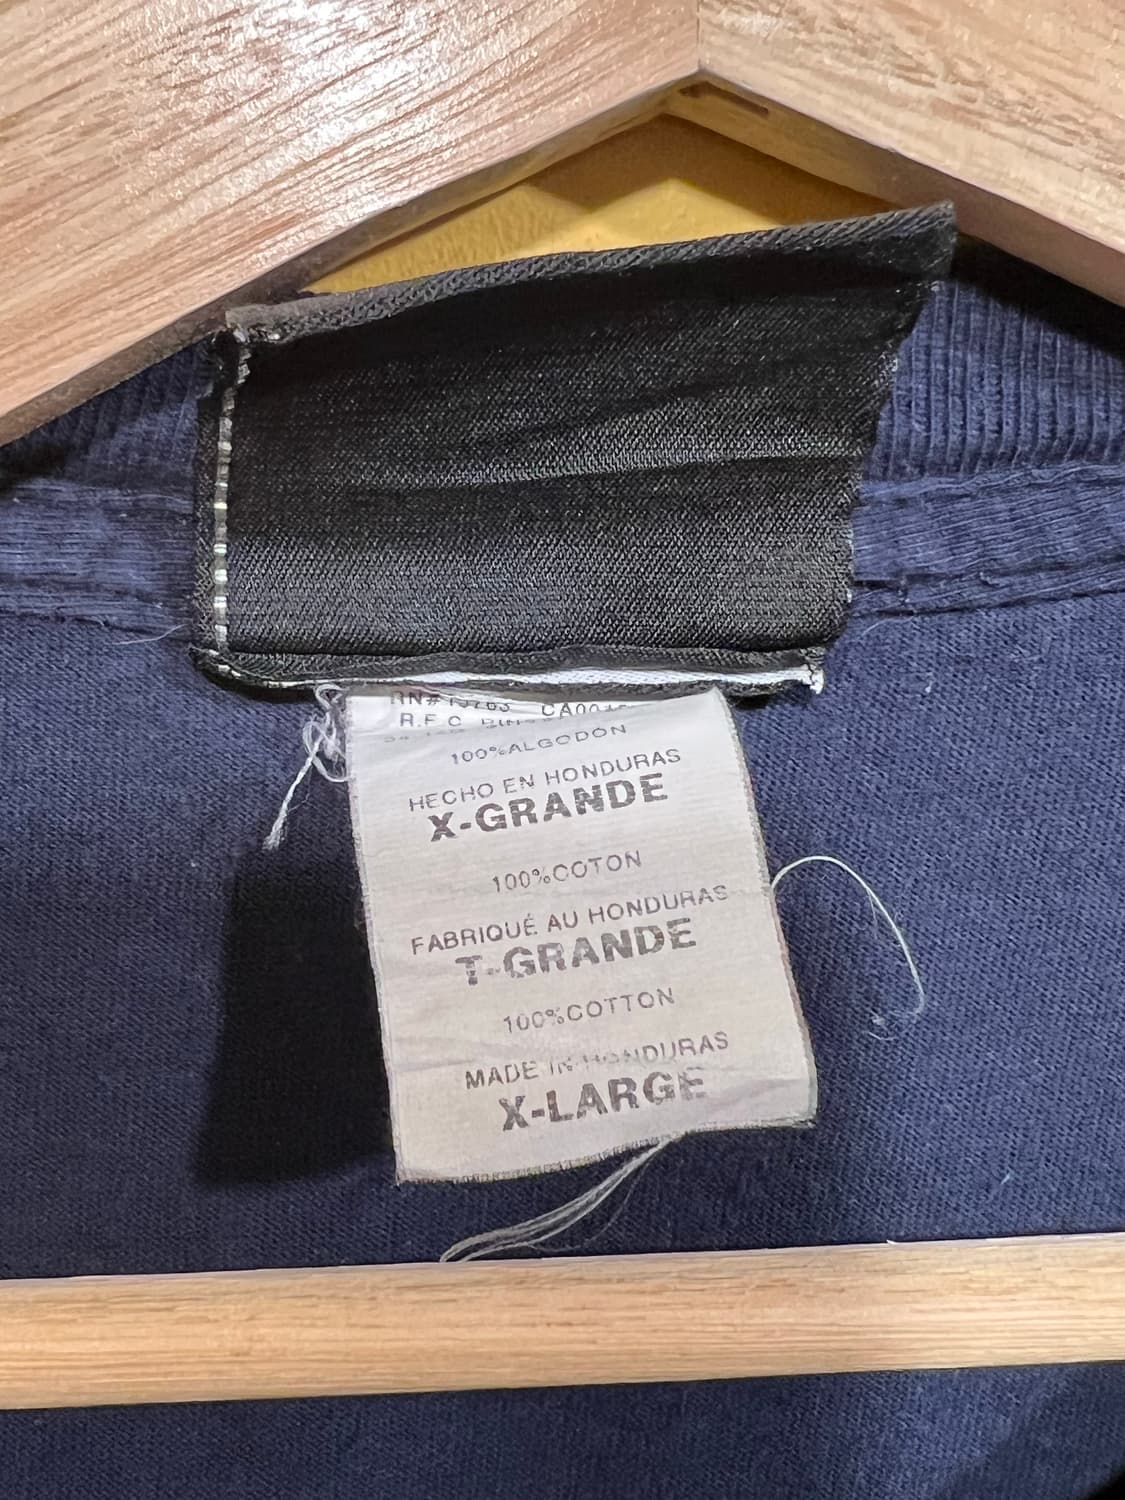 R.F.C.
100%ALGODÓN
HECHO EN HONDURAS
X-GRANDE
100%COTON
FABRIQUÉ AU HONDURAS
T-GRANDE
100%COTTON
MADE IN HONDURAS
X-LARGE